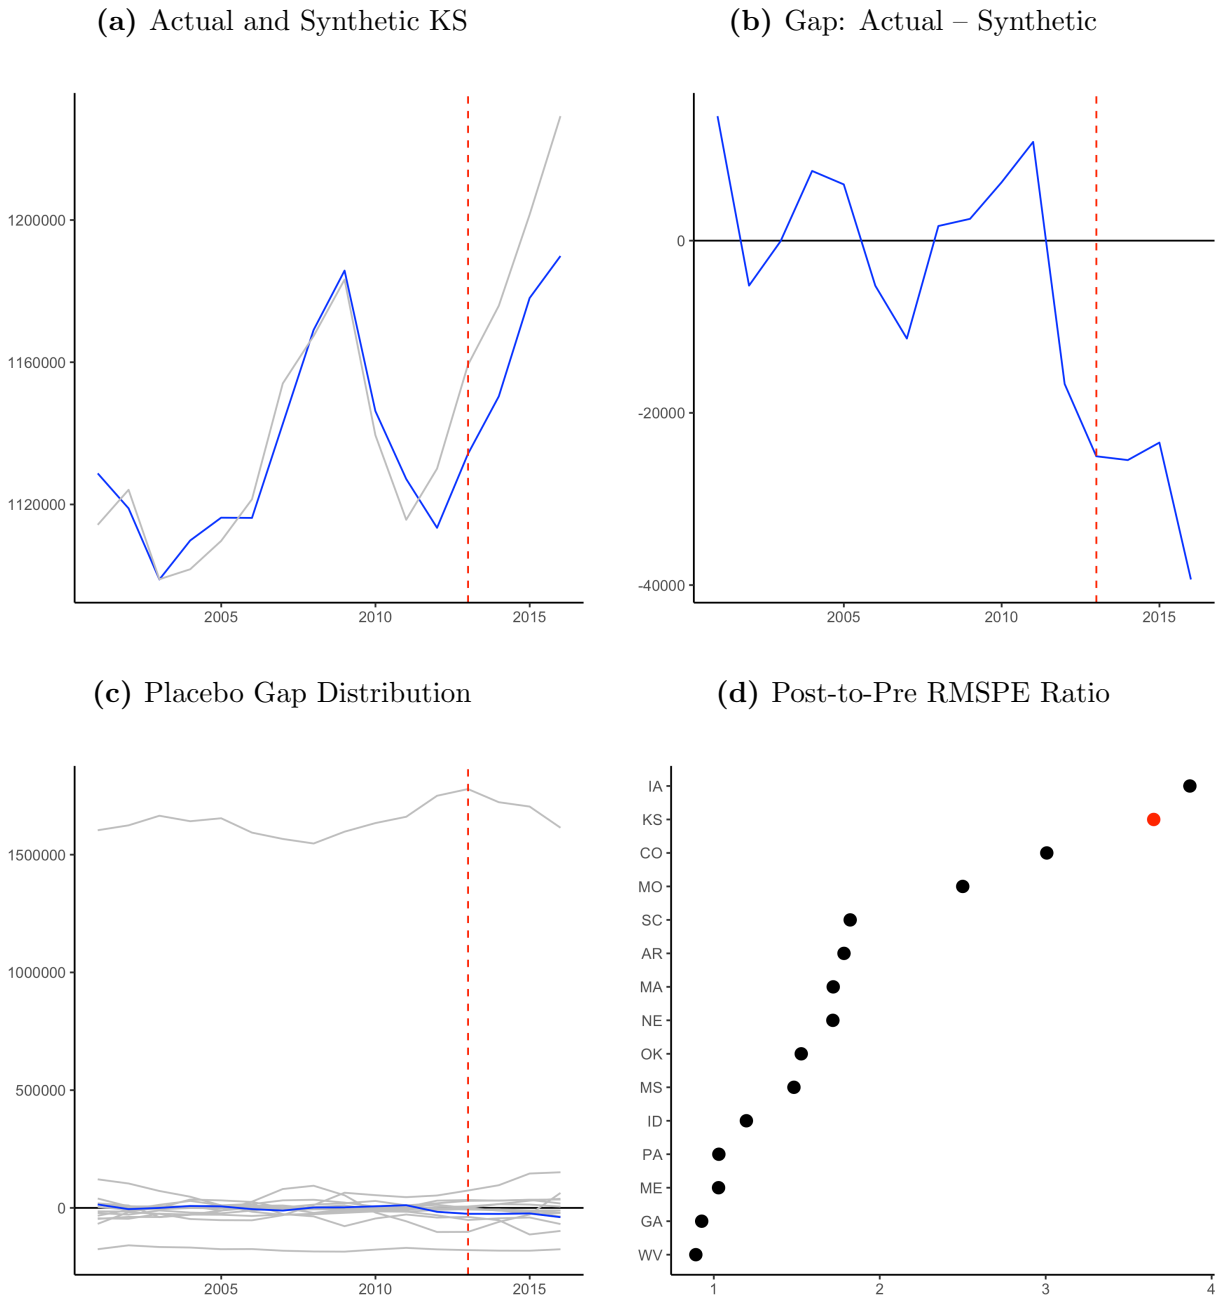 (a) Actual and Synthetic KS
1200000
1160000
1120000
2005 2010 2015
(b) Gap: Actual – Synthetic
0
-20000
-40000
2005 2010 2015
(c) Placebo Gap Distribution
1500000
1000000
500000
0
2005 2010 2015
(d) Post-to-Pre RMSPE Ratio
IA
KS
CO
MO
SC
AR
MA
NE
OK
MS
ID
PA
ME
GA
WV
1 2 3 4